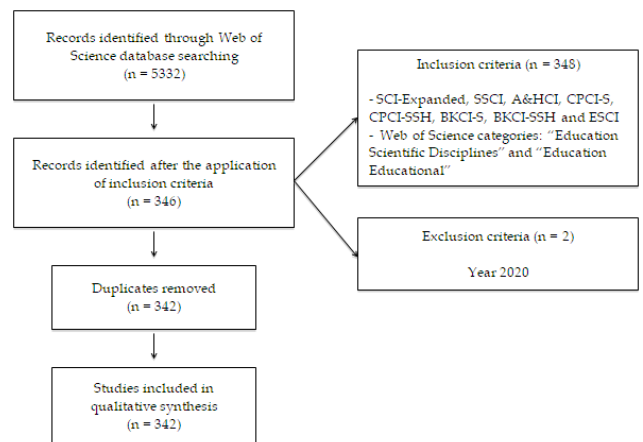 Records identified through Web of
Science database searching
(n = 5332)
Inclusion criteria (n = 348)
- SCI-Expanded, SSCI, A&HCI, CPCI-S,
CPCI-SSH, BKCI-S, BKCI-SSH and ESCI
- Web of Science categories: “Education
Scientific Disciplines” and “Education
Educational”
Records identified after the application
of inclusion criteria
(n = 346)
Exclusion criteria (n = 2)
Year 2020
Duplicates removed
(n = 342)
Studies included in
qualitative synthesis
(n = 342)